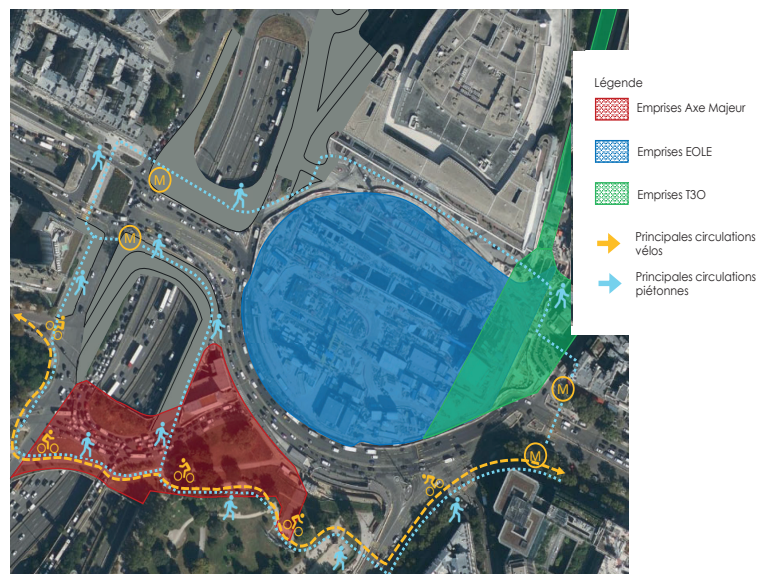 Légende
Emprises Axe Majeur
Emprises EOLE
Emprises T3O
Principales circulations
vélos
Principales circulations
piétonnes
M
M
M
M